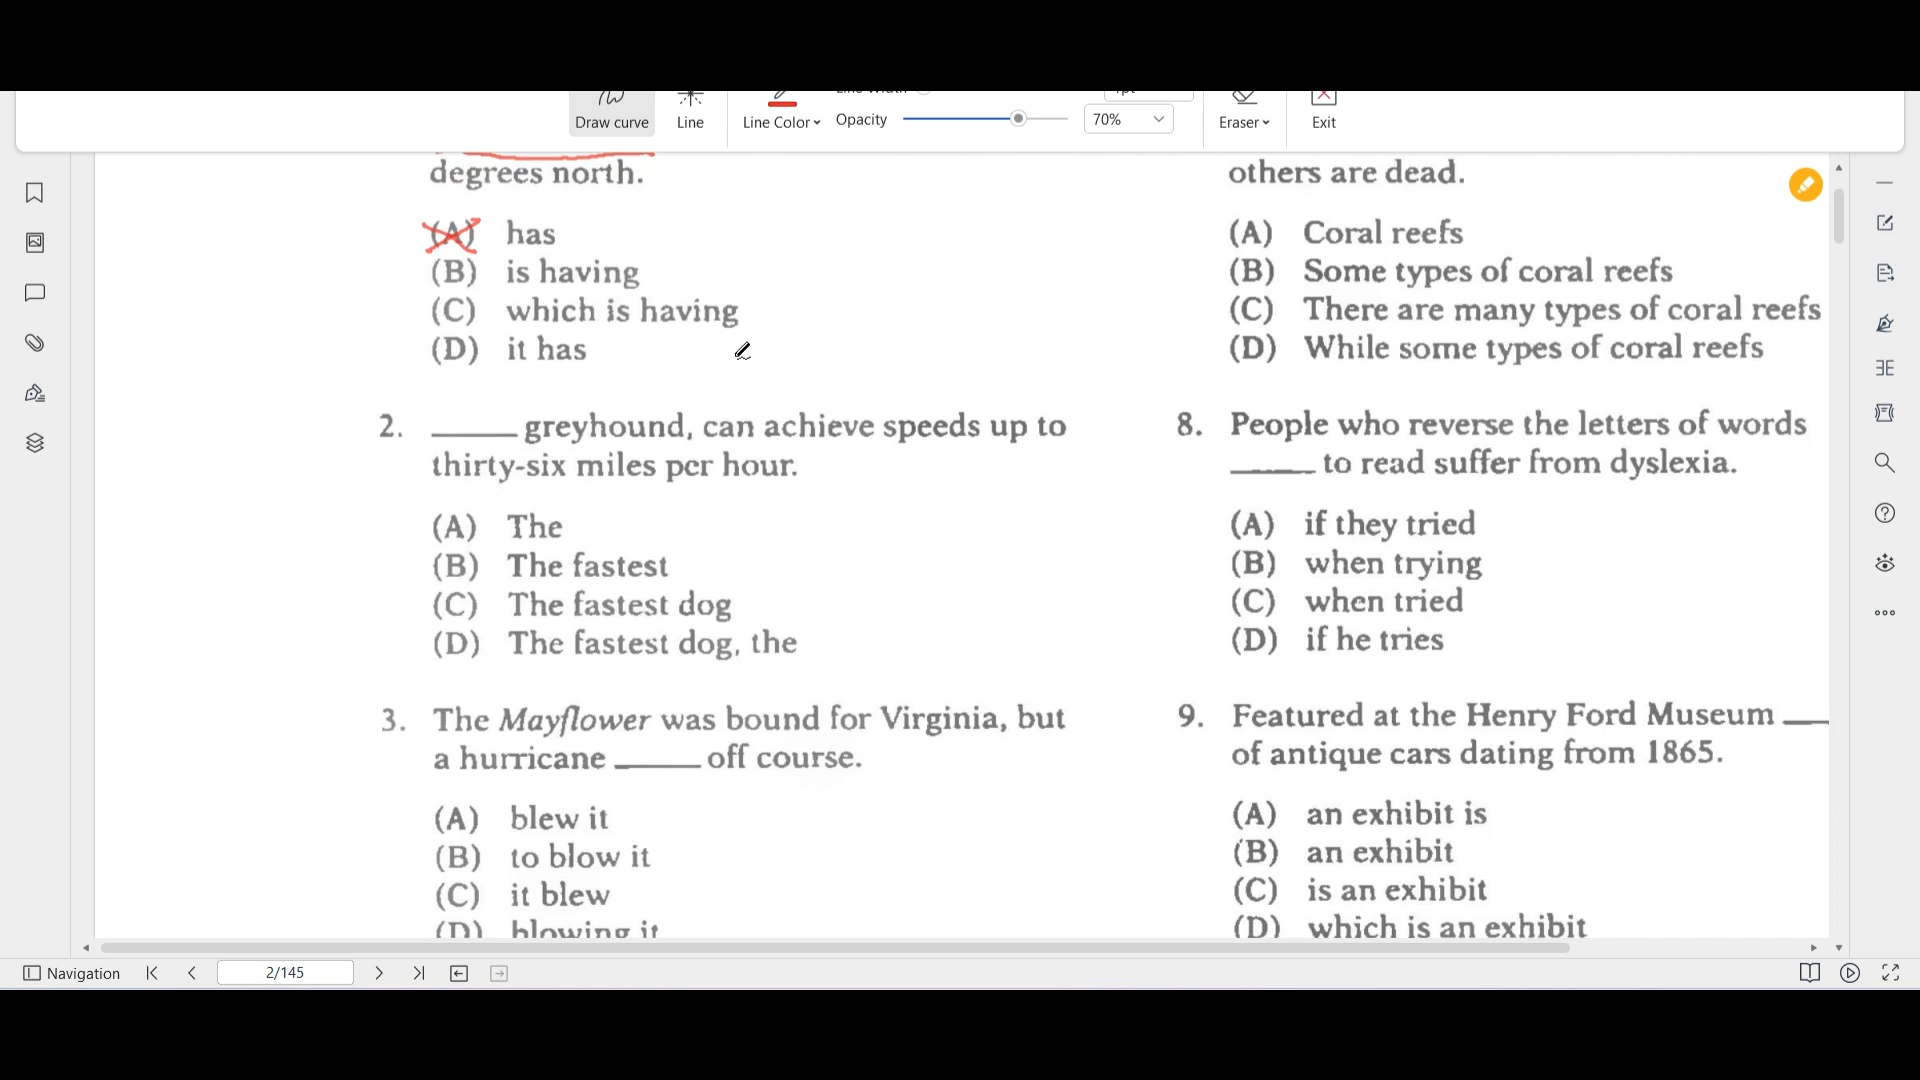 Draw curve
Line
Line Color
Opacity
70%
Eraser
Exit
degrees north.
(A) has
(B) is having
(C) which is having
(D) it has
2. _____ greyhound, can achieve speeds up to
thirty-six miles per hour.
(A) The
(B) The fastest
(C) The fastest dog
(D) The fastest dog, the
3. The Mayflower was bound for Virginia, but
a hurricane _____ off course.
(A) blew it
(B) to blow it
(C) it blew
(D) blowing it
others are dead.
(A) Coral reefs
(B) Some types of coral reefs
(C) There are many types of coral reefs
(D) While some types of coral reefs
8. People who reverse the letters of words
_____ to read suffer from dyslexia.
(A) if they tried
(B) when trying
(C) when tried
(D) if he tries
9. Featured at the Henry Ford Museum ___
of antique cars dating from 1865.
(A) an exhibit is
(B) an exhibit
(C) is an exhibit
(D) which is an exhibit
Navigation
2/145